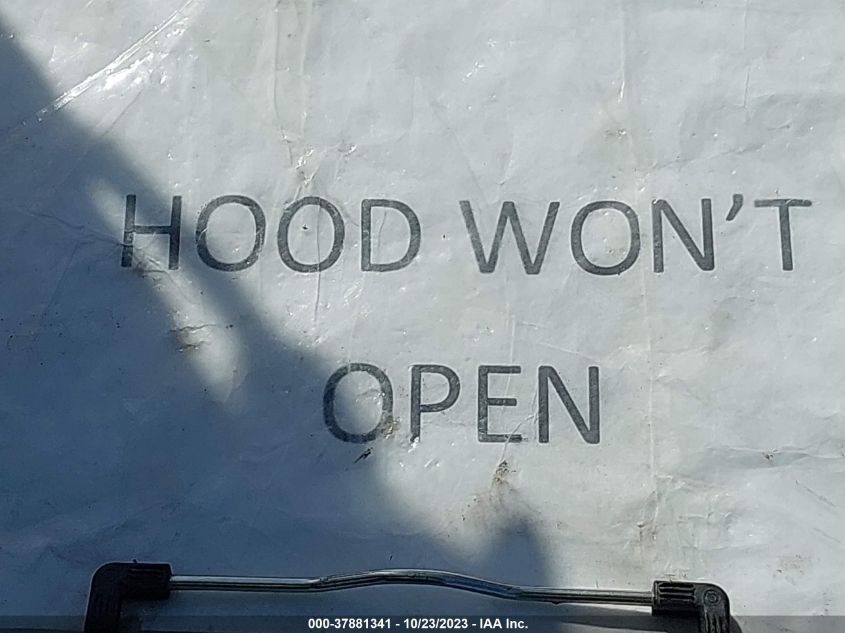 HOOD WON'T
OPEN
000-37881341 - 10/23/2023 - IAA Inc.